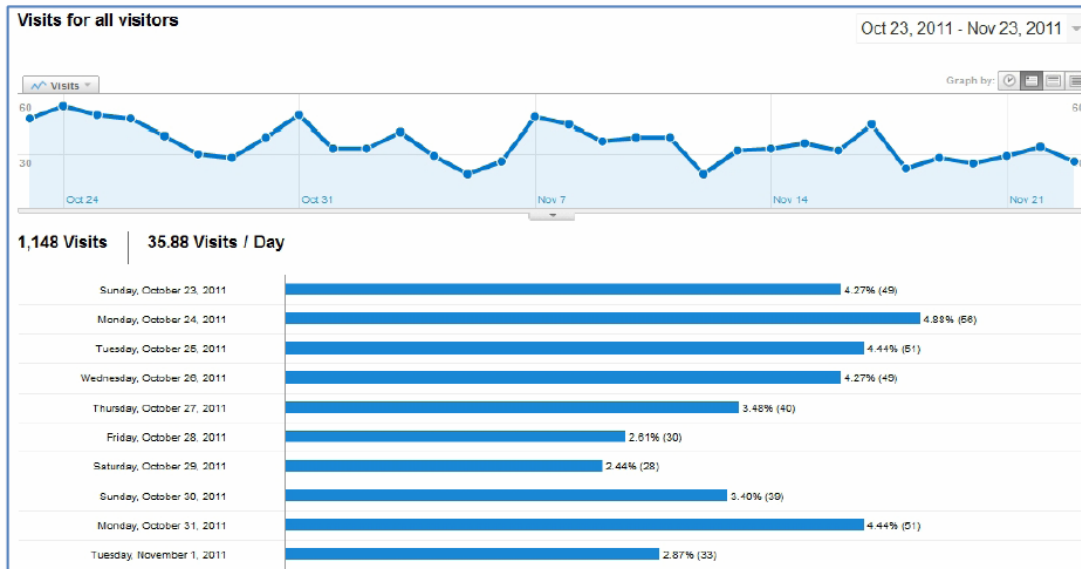 Visits for all visitors
Oct 23, 2011 - Nov 23, 2011
Visits
Graph by:
60
60
30
Oct 24
Oct 31
Nov 7
Nov 14
Nov 21
1,148 Visits
35.88 Visits / Day
Sunday, October 23, 2011 4.27% (49)
Monday, October 24, 2011 4.88% (56)
Tuesday, October 25, 2011 4.44% (51)
Wednesday, October 26, 2011 4.27% (49)
Thursday, October 27, 2011 3.48% (40)
Friday, October 28, 2011 2.61% (30)
Saturday, October 29, 2011 2.44% (28)
Sunday, October 30, 2011 3.40% (39)
Monday, October 31, 2011 4.44% (51)
Tuesday, November 1, 2011 2.87% (33)